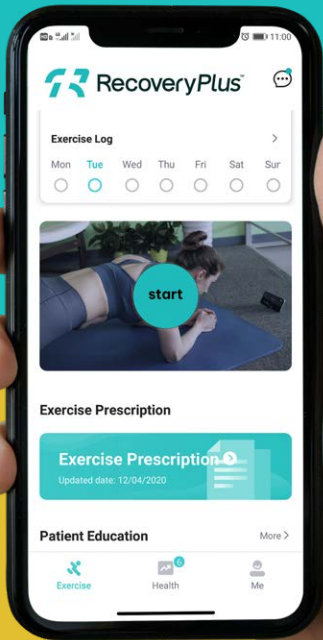 11:00
RecoveryPlus
Exercise Log
Mon Tue Wed Thu Fri Sat Sun
start
Exercise Prescription
Exercise Prescription
Updated date: 12/04/2020
Patient Education More >
6
Exercise Health Me